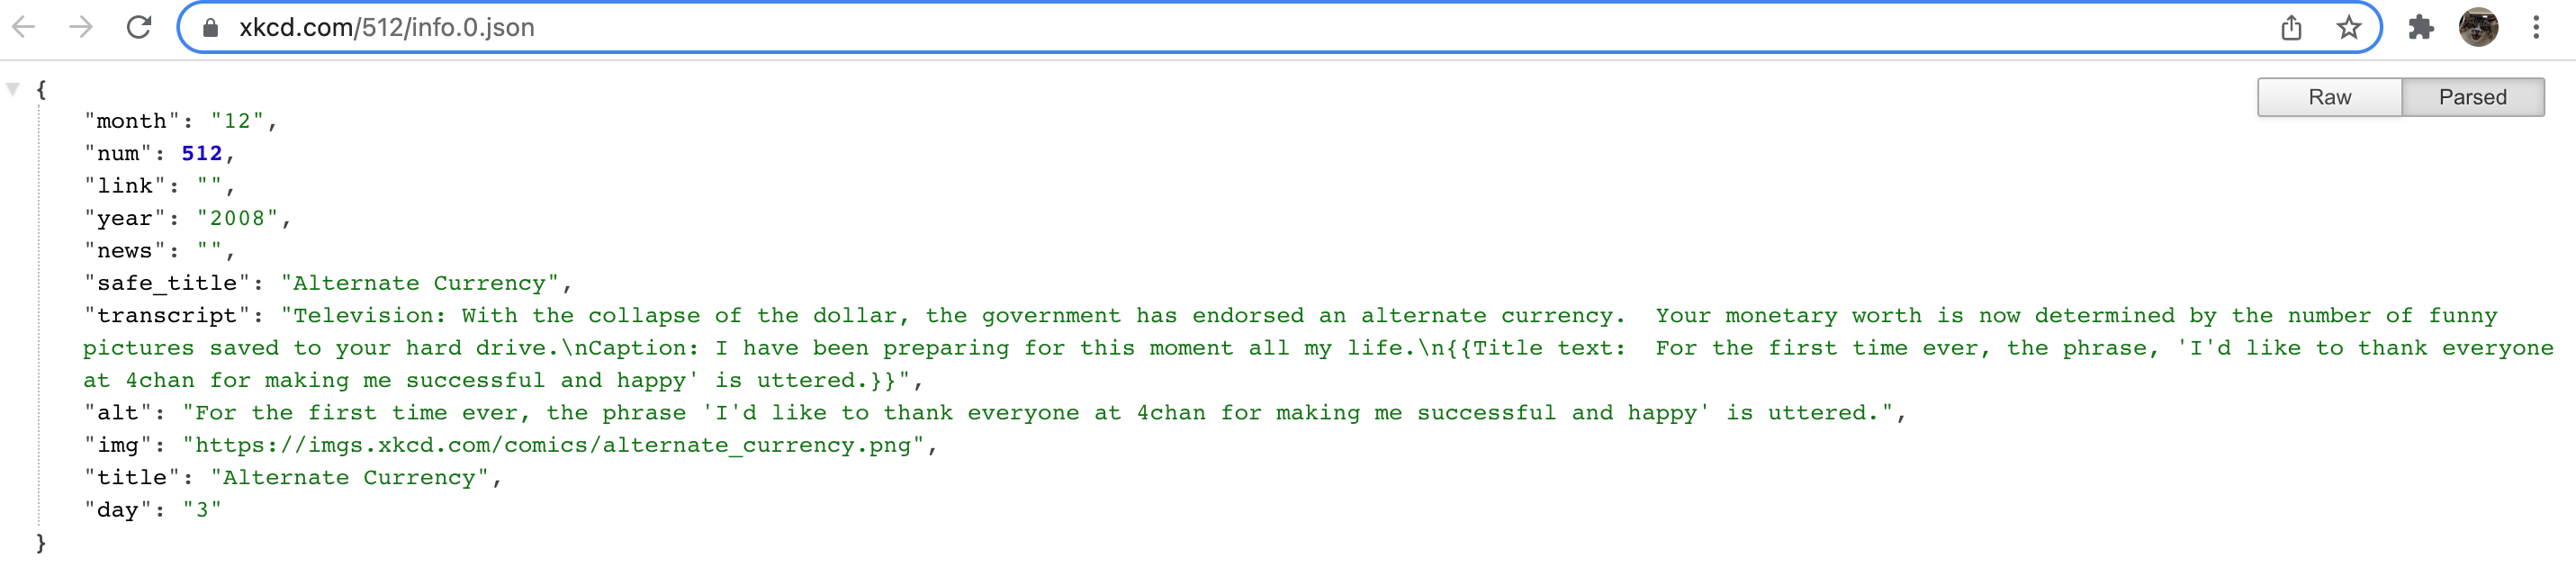 xkcd.com/512/info.0.json
Raw Parsed
{
"month": "12",
"num": 512,
"link": "",
"year": "2008",
"news": "",
"safe_title": "Alternate Currency",
"transcript": "Television: With the collapse of the dollar, the government has endorsed an alternate currency.  Your monetary worth is now determined by the number of funny
pictures saved to your hard drive.\nCaption: I have been preparing for this moment all my life.\n{{Title text:  For the first time ever, the phrase, 'I'd like to thank everyone
at 4chan for making me successful and happy' is uttered.}}",
"alt": "For the first time ever, the phrase 'I'd like to thank everyone at 4chan for making me successful and happy' is uttered.",
"img": "https://imgs.xkcd.com/comics/alternate_currency.png",
"title": "Alternate Currency",
"day": "3"
}